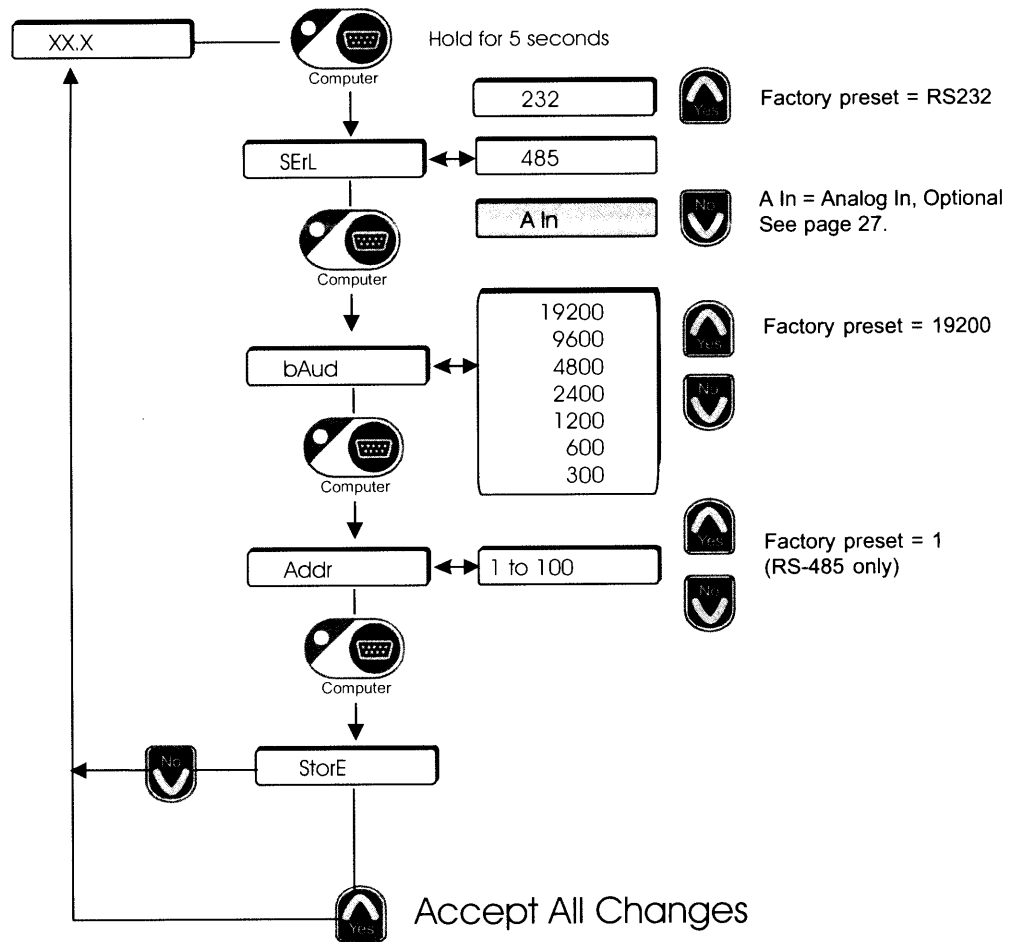 XX.X
Hold for 5 seconds
Computer
232
Yes
Factory preset = RS232
SErL
485
A In
No
A In = Analog In, Optional
See page 27.
Computer
19200
9600
4800
2400
1200
600
300
Yes
Factory preset = 19200
bAud
No
Computer
Yes
Addr
1 to 100
Factory preset = 1
(RS-485 only)
No
Computer
No
StorE
Yes
Accept All Changes